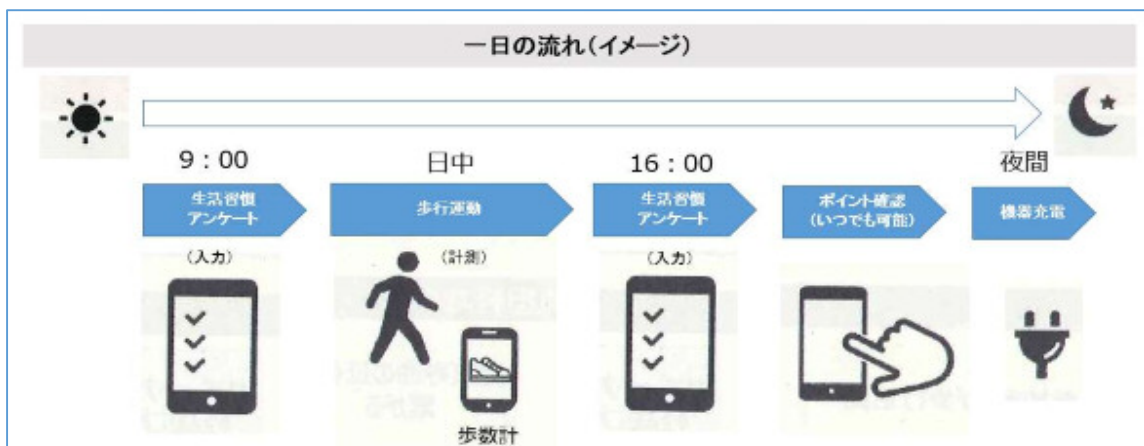 一日の流れ(イメージ)
9：00
日中
16：00
夜間
生活習慣
アンケート
歩行運動
生活習慣
アンケート
ポイント確認
(いつでも可能)
機器充電
(入力)
(計測)
(入力)
歩数計